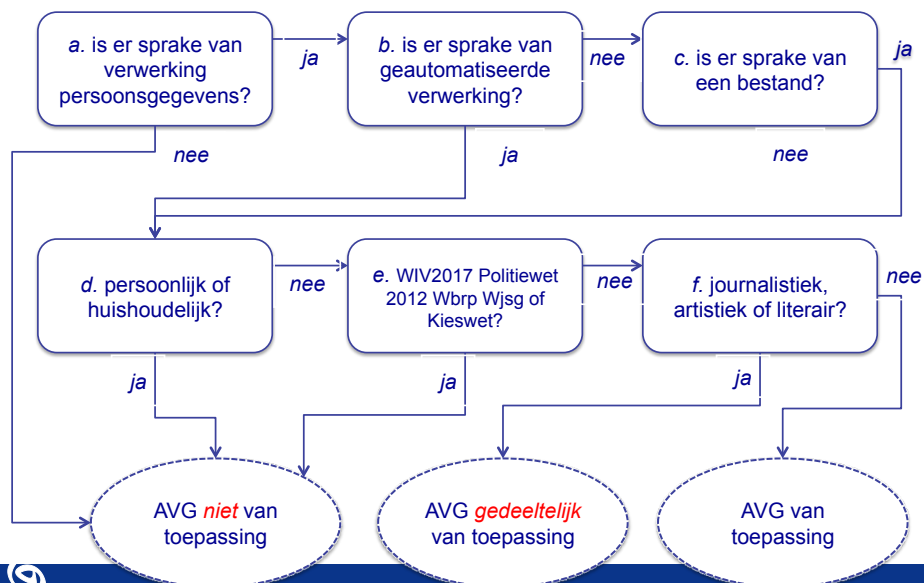 a. is er sprake van
verwerking
persoonsgegevens?
ja
b. is er sprake van
geautomatiseerde
verwerking?
nee
c. is er sprake van
een bestand?
ja
nee
ja
nee
d. persoonlijk of
huishoudelijk?
nee
e. WIV2017 Politiewet
2012 Wbrp Wjsg of
Kieswet?
nee
f. journalistiek,
artistiek of literair?
nee
ja
ja
ja
AVG niet van
toepassing
AVG gedeeltelijk
van toepassing
AVG van
toepassing